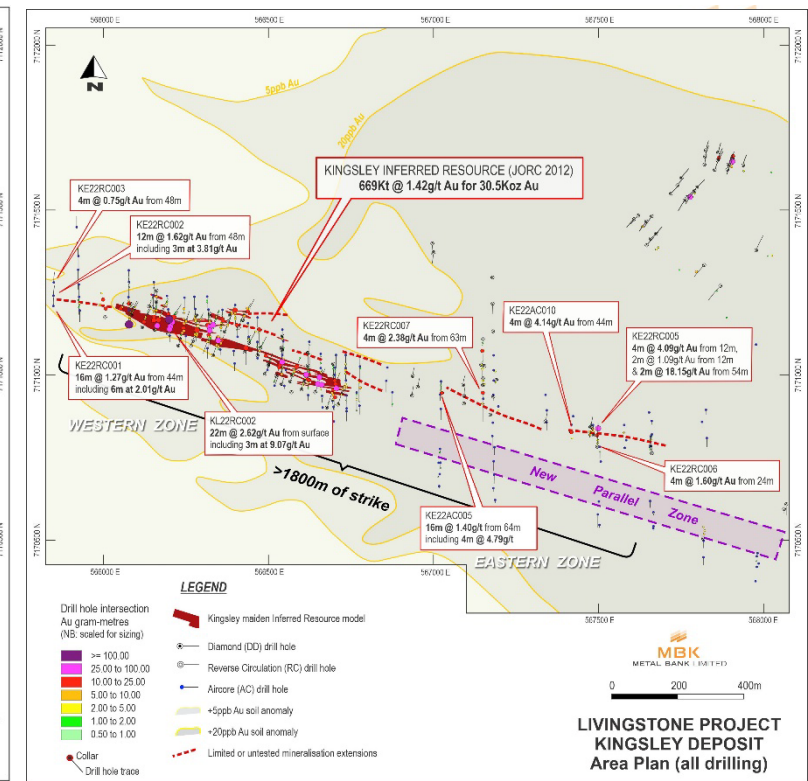 568000 E
566500 E
567000 E
567500 E
568000 E
7172000 N
7172000 N
5ppb Au
20ppb Au
N
KINGSLEY INFERRED RESOURCE (JORC 2012)
669Kt @ 1.42g/t Au for 30.5Koz Au
KE22RC003
4m @ 0.75g/t Au from 48m
7171500 N
7171500 N
KE22RC002
12m @ 1.62g/t Au from 48m
including 3m at 3.81g/t Au
KE22RC007
4m @ 2.38g/t Au from 63m
KE22AC010
4m @ 4.14g/t Au from 44m
KE22RC005
4m @ 4.09g/t Au from 12m,
2m @ 1.09g/t Au from 12m
& 2m @ 18.15g/t Au from 54m
7171000 N
7171000 N
KE22RC001
16m @ 1.27g/t Au from 44m
including 6m at 2.01g/t Au
WESTERN ZONE
KL22RC002
22m @ 2.62g/t Au from surface
including 3m at 9.07g/t Au
KE22RC006
4m @ 1.60g/t Au from 24m
>1800m of strike
New Parallel Zone
KE22AC005
16m @ 1.40g/t from 64m
including 4m @ 4.79g/t
EASTERN ZONE
7170500 N
568000 E
566500 E
567000 E
567500 E
568000 E
LEGEND
Drill hole intersection
Au gram-metres
(NB: scaled for sizing)
>= 100.00
25.00 to 100.00
10.00 to 25.00
5.00 to 10.00
2.00 to 5.00
1.00 to 2.00
0.50 to 1.00
Collar
Drill hole trace
Kingsley maiden Inferred Resource model
Diamond (DD) drill hole
Reverse Circulation (RC) drill hole
Aircore (AC) drill hole
+5ppb Au soil anomaly
+20ppb Au soil anomaly
Limited or untested mineralisation extensions
MBK
METAL BANK LIMITED
0 200 400m
LIVINGSTONE PROJECT
KINGSLEY DEPOSIT
Area Plan (all drilling)